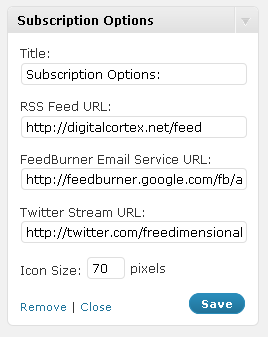 Subscription Options
Title:
Subscription Options:
RSS Feed URL:
http://digitalcortex.net/feed
FeedBurner Email Service URL:
http://feedburner.google.com/fb/a
Twitter Stream URL:
http://twitter.com/freedimensional
Icon Size: 70 pixels
Remove | Close Save